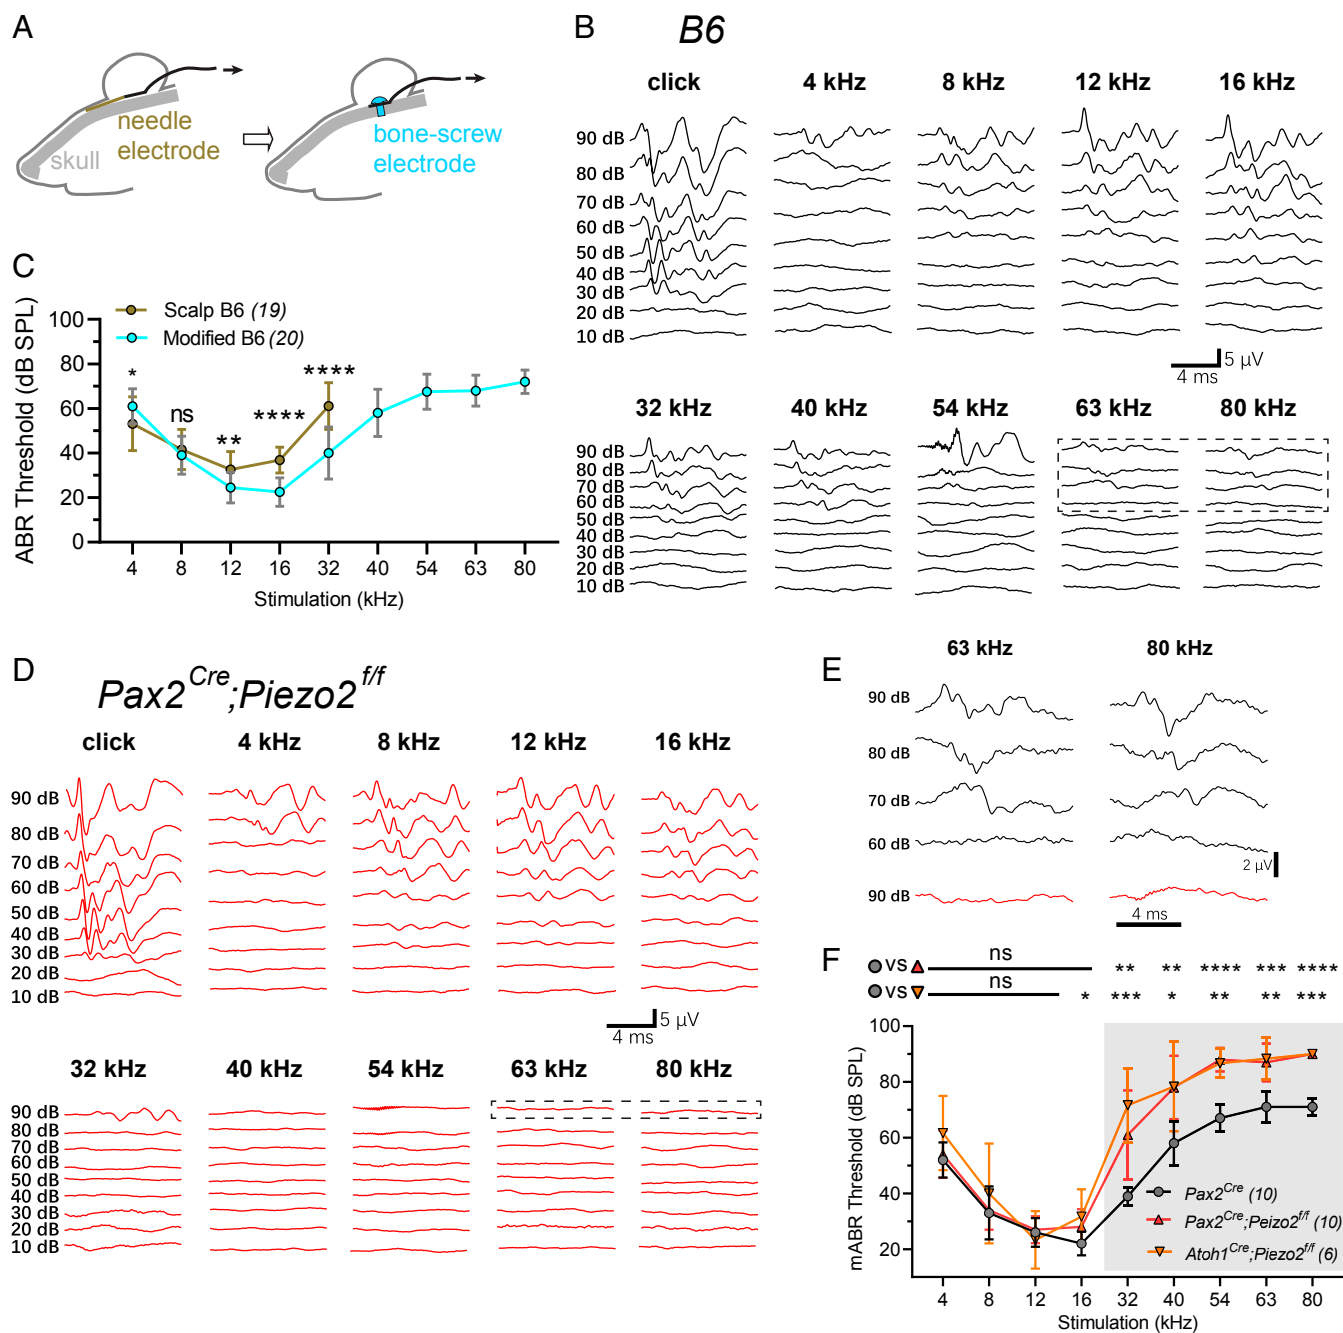 A
needle
electrode
skull
bone-screw
electrode
B
B6
click 4 kHz 8 kHz 12 kHz 16 kHz
90 dB
80 dB
70 dB
60 dB
50 dB
40 dB
30 dB
20 dB
10 dB
5 μV
4 ms
32 kHz 40 kHz 54 kHz 63 kHz 80 kHz
90 dB
80 dB
70 dB
60 dB
50 dB
40 dB
30 dB
20 dB
10 dB
C
Scalp B6 (19)
Modified B6 (20)
ABR Threshold (dB SPL)
100
80
60
40
20
0
* ns ** **** ****
4 8 12 16 32 40 54 63 80
Stimulation (kHz)
D
Pax2Cre;Piezo2f/f
click 4 kHz 8 kHz 12 kHz 16 kHz
90 dB
80 dB
70 dB
60 dB
50 dB
40 dB
30 dB
20 dB
10 dB
5 μV
4 ms
32 kHz 40 kHz 54 kHz 63 kHz 80 kHz
90 dB
80 dB
70 dB
60 dB
50 dB
40 dB
30 dB
20 dB
10 dB
E
63 kHz 80 kHz
90 dB
80 dB
70 dB
60 dB
2 μV
90 dB
4 ms
F
VS ns ** ** **** *** ****
VS ns * *** * ** ** ***
mABR Threshold (dB SPL)
100
80
60
40
20
Pax2Cre (10)
Pax2Cre;Peizo2f/f (10)
Atoh1Cre;Piezo2f/f (6)
4 8 12 16 32 40 54 63 80
Stimulation (kHz)